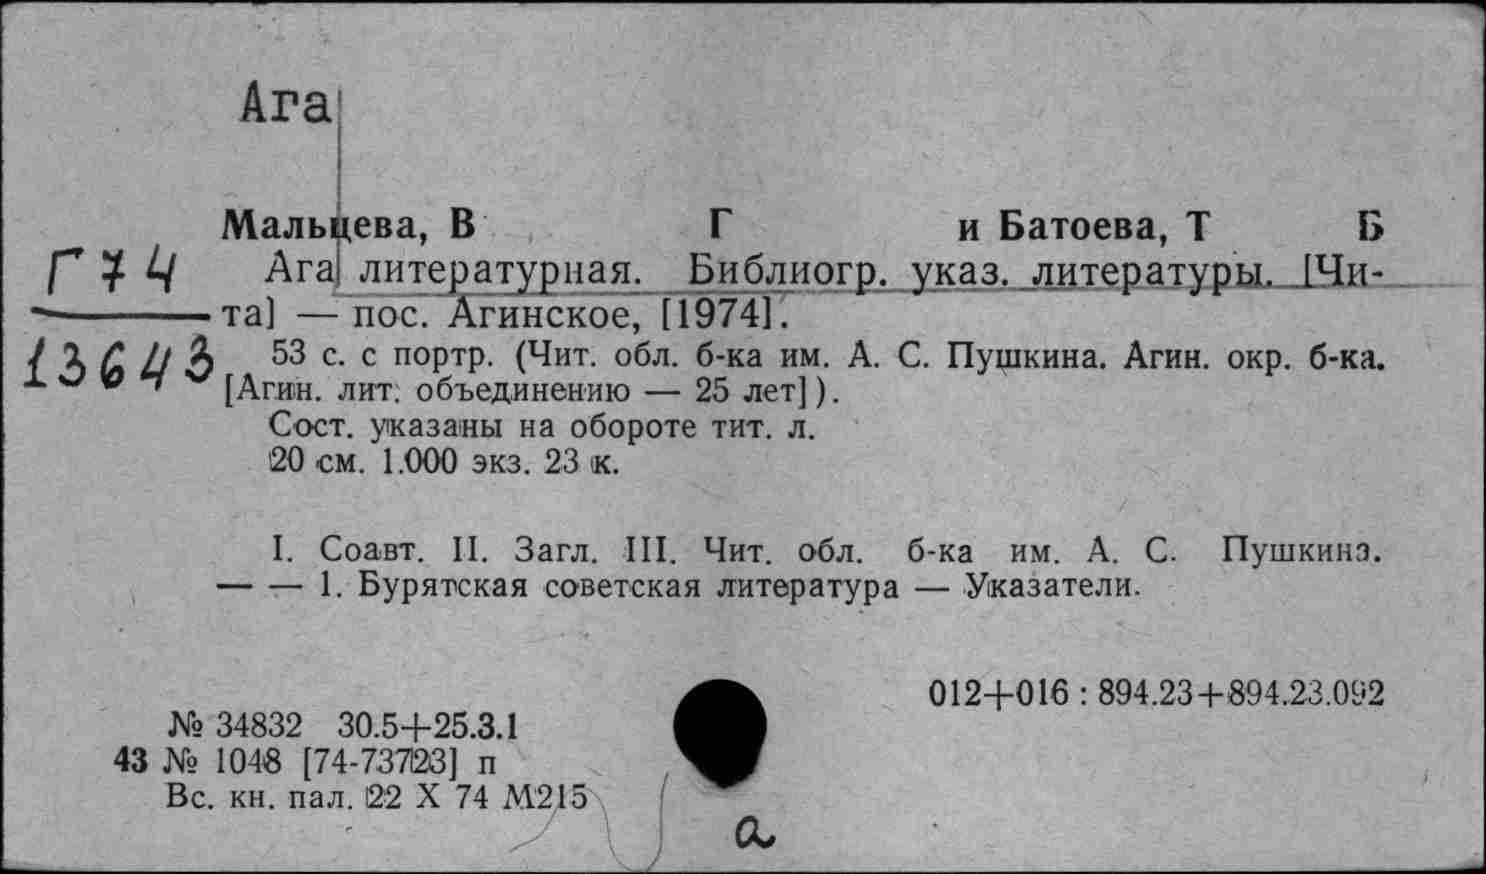 Ага
Мальцева, В Г и Батоева, Т Б
Г74
Ага литературная. Библиогр. указ. литературы. [Чи-
та] — пос. Агинское, [1974].
13643
53 с. с портр. (Чит. обл. б-ка им. А. С. Пушкина. Агин. окр. б-ка.
[Агин. лит. объединению — 25 лет]).
Сост. указаны на обороте тит. л.
20 см. 1.000 экз. 23 к.
I. Соавт. II. Загл. III. Чит. обл. б-ка им. А. С. Пушкина.
— — 1. Бурятская советская литература — Указатели.
012+016 : 894.23+894.23.092
№ 34832 30.5+25.3.1
43 № 1048 [74-73723] п
Вс. кн. пал. 22 X 74 М215
а